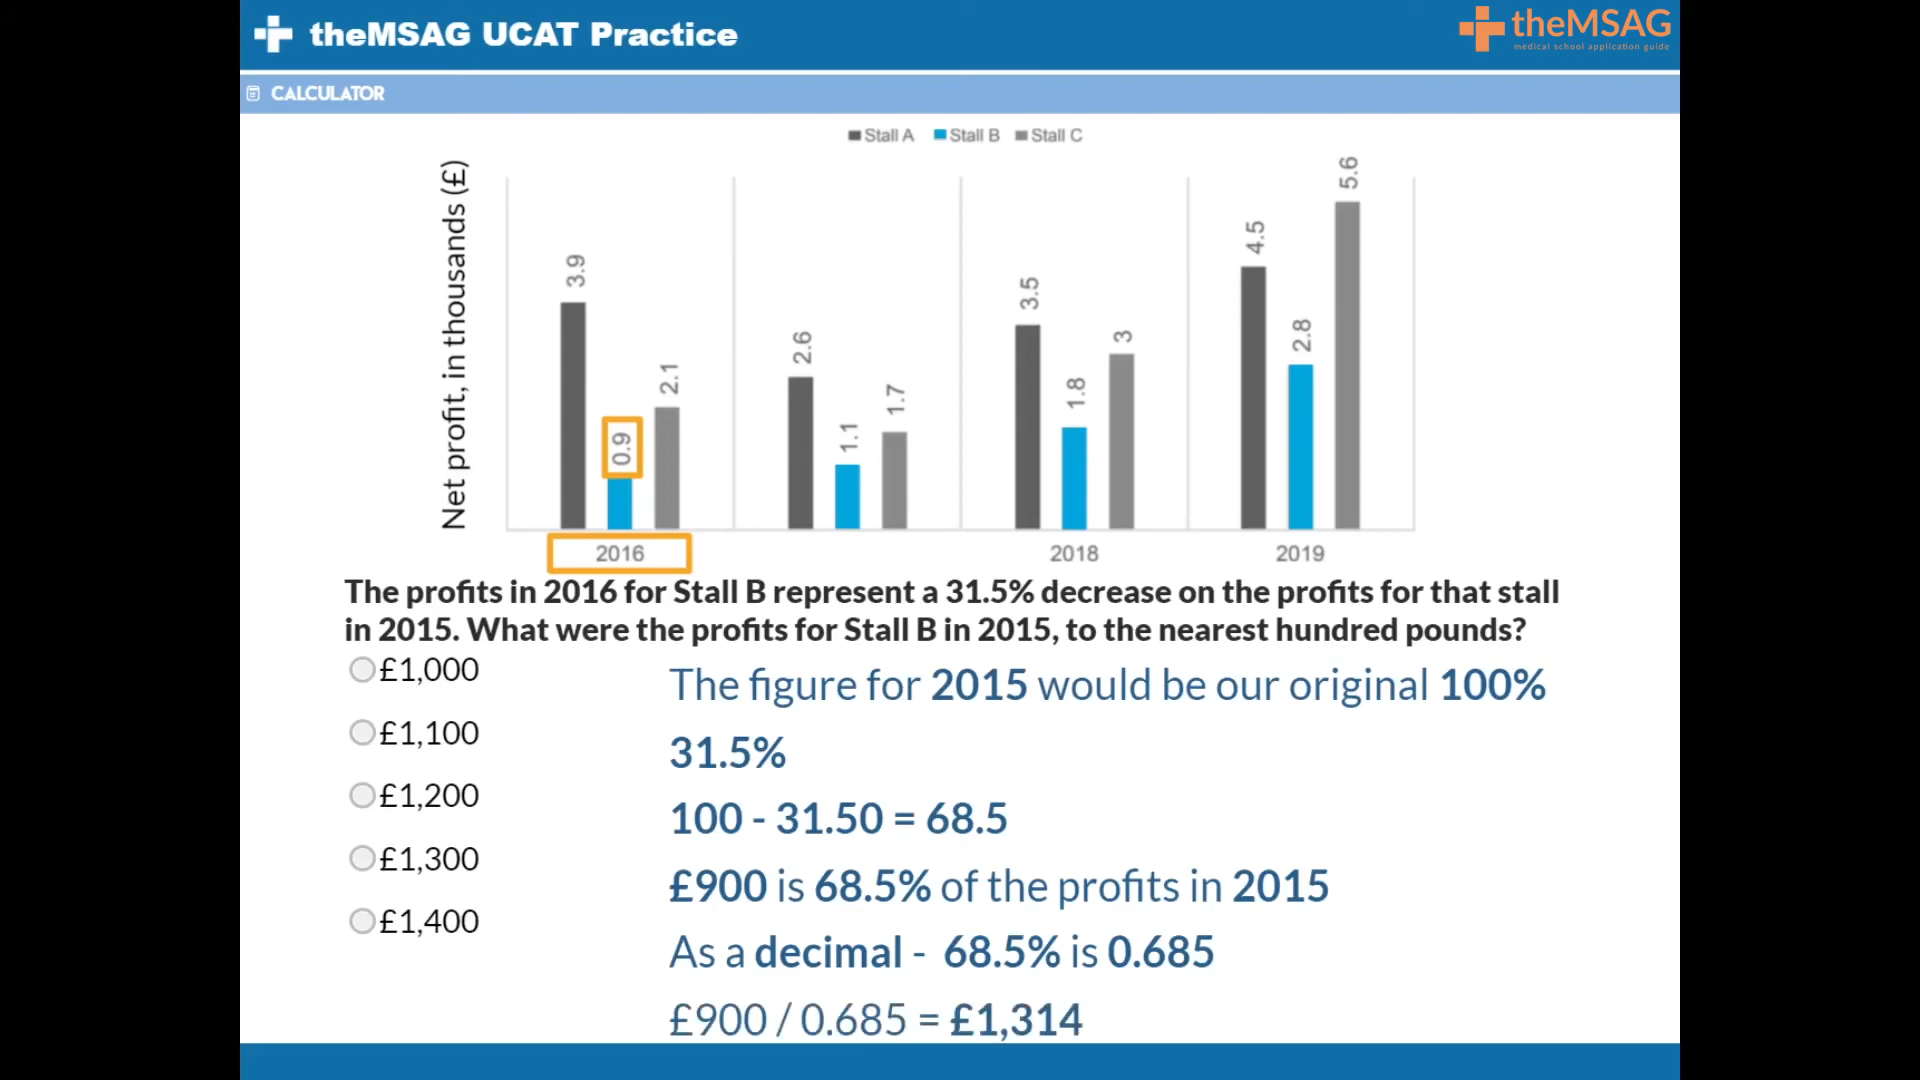 theMSAG UCAT Practice
theMSAG
medical school application guide
CALCULATOR
Stall A Stall B Stall C
Net profit, in thousands (£)
3.9
0.9
2.1
2.6
1.1
1.7
3.5
1.8
3
4.5
2.8
5.6
2016
2018
2019
The profits in 2016 for Stall B represent a 31.5% decrease on the profits for that stall
in 2015. What were the profits for Stall B in 2015, to the nearest hundred pounds?
£1,000
£1,100
£1,200
£1,300
£1,400
The figure for 2015 would be our original 100%
31.5%
100 - 31.50 = 68.5
£900 is 68.5% of the profits in 2015
As a decimal - 68.5% is 0.685
£900 / 0.685 = £1,314